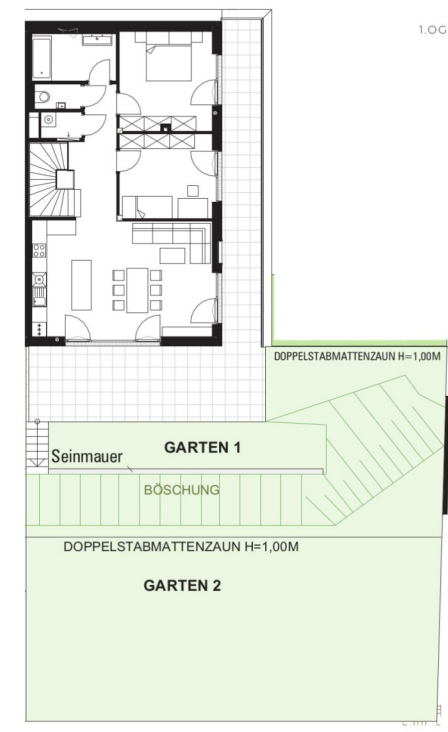 1.OG
DOPPELSTABMATTENZAUN H=1,00M
GARTEN 1
Seinmauer
BÖSCHUNG
DOPPELSTABMATTENZAUN H=1,00M
GARTEN 2